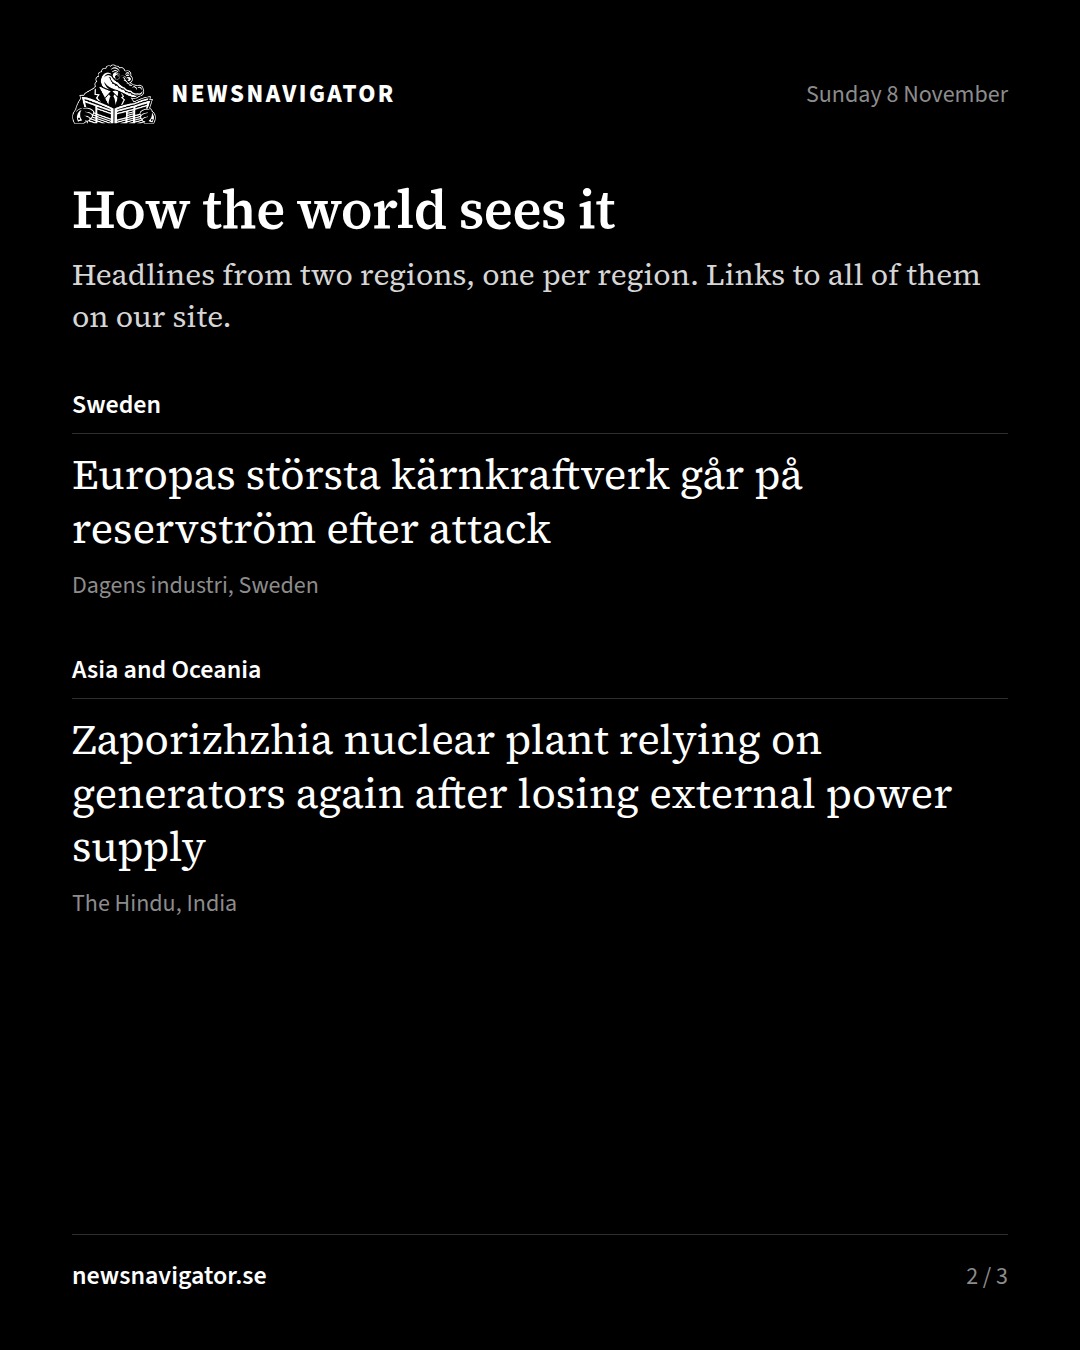 NEWSNAVIGATOR
Sunday 8 November
How the world sees it
Headlines from two regions, one per region. Links to all of them
on our site.
Sweden
Europas största kärnkraftverk går på
reservström efter attack
Dagens industri, Sweden
Asia and Oceania
Zaporizhzhia nuclear plant relying on
generators again after losing external power
supply
The Hindu, India
newsnavigator.se
2 / 3